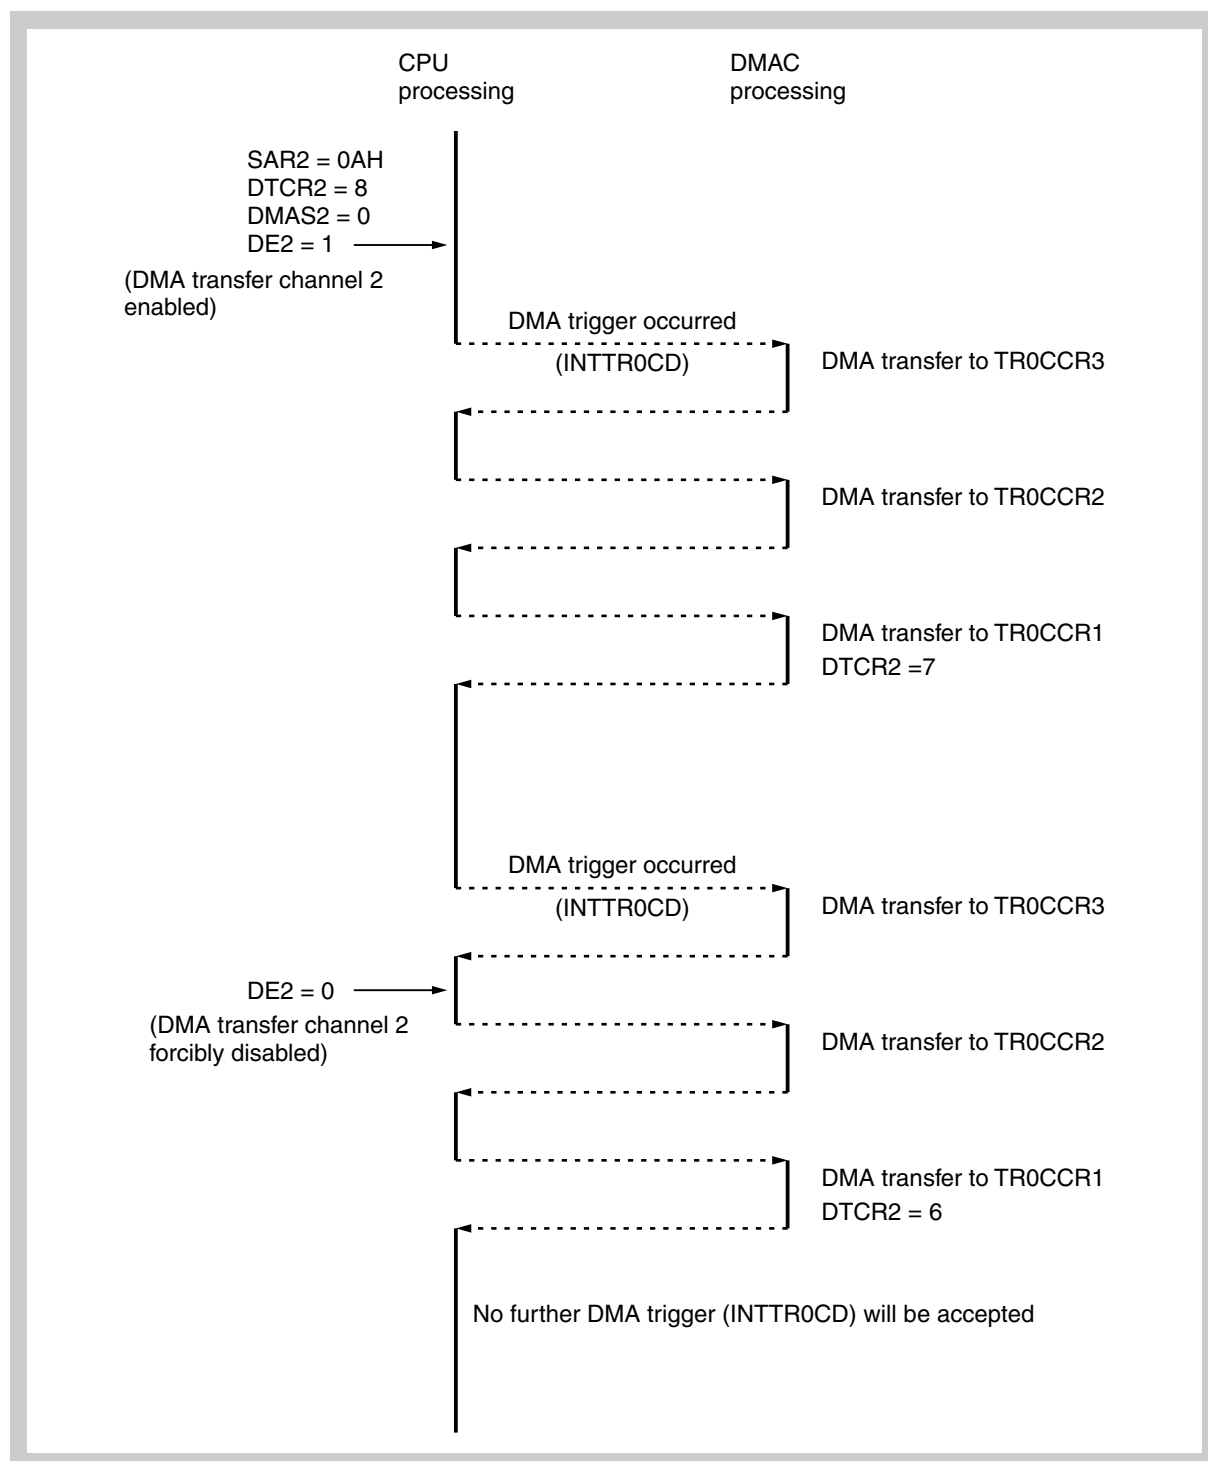 CPU
processing
DMAC
processing
SAR2 = 0AH
DTCR2 = 8
DMAS2 = 0
DE2 = 1
(DMA transfer channel 2
enabled)
DMA trigger occurred
(INTTR0CD)
DMA transfer to TR0CCR3
DMA transfer to TR0CCR2
DMA transfer to TR0CCR1
DTCR2 =7
DMA trigger occurred
(INTTR0CD)
DMA transfer to TR0CCR3
DE2 = 0
(DMA transfer channel 2
forcibly disabled)
DMA transfer to TR0CCR2
DMA transfer to TR0CCR1
DTCR2 = 6
No further DMA trigger (INTTR0CD) will be accepted